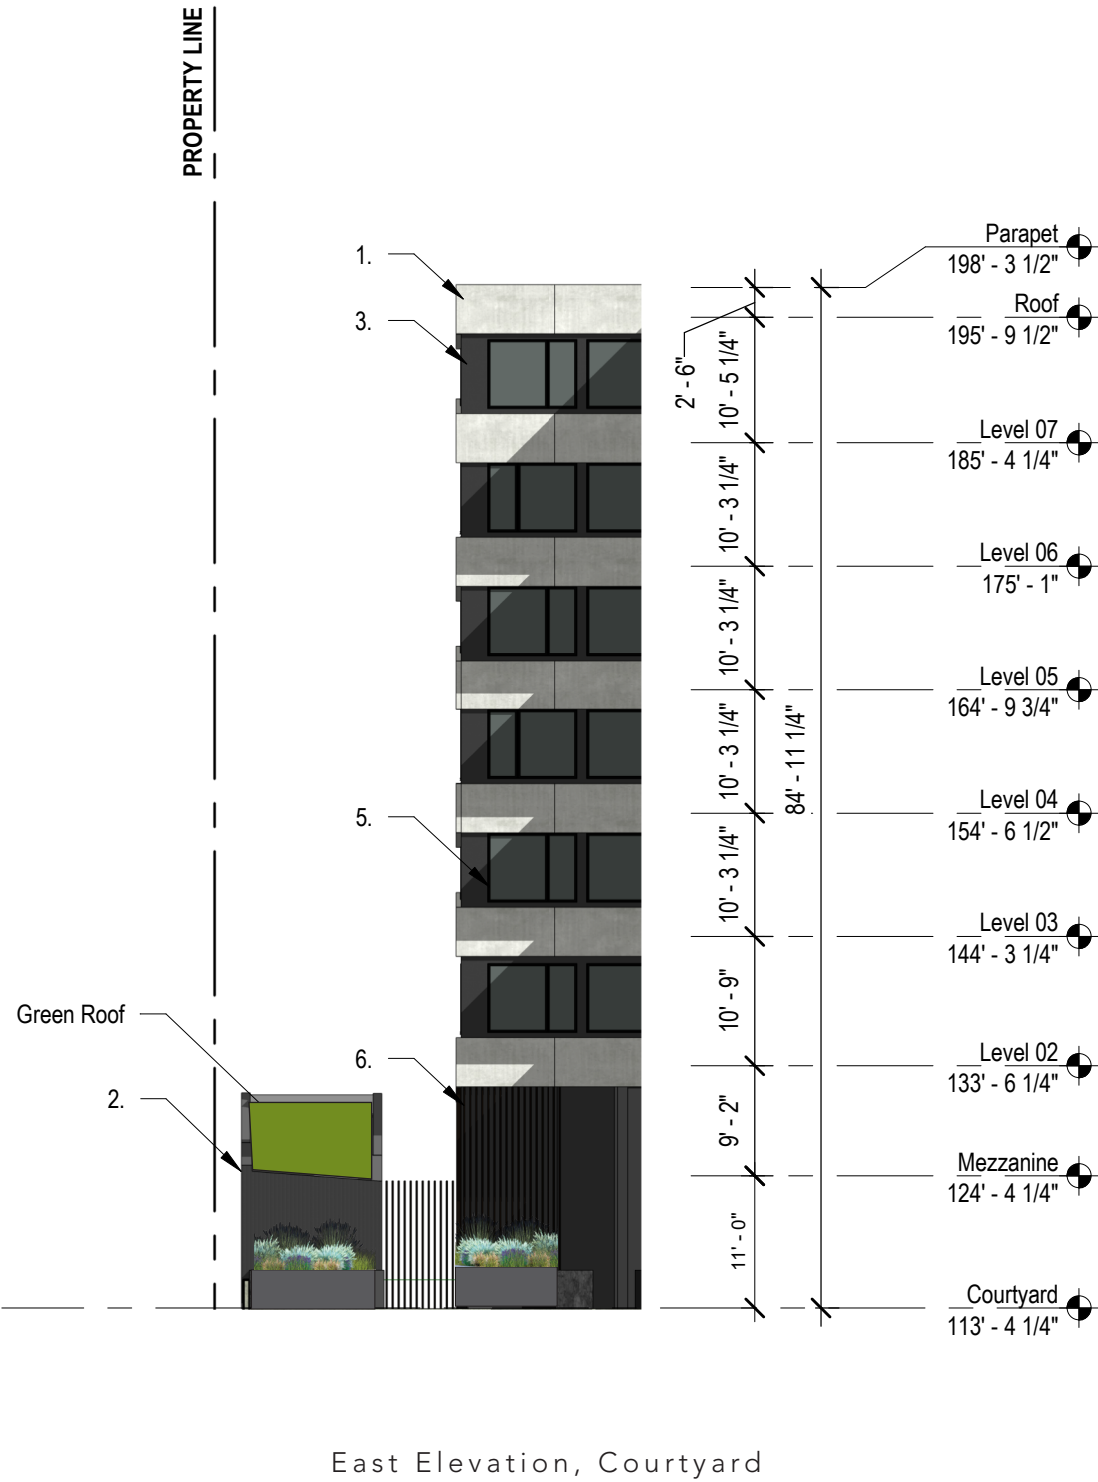 PROPERTY LINE
1.
3.
5.
6.
Green Roof
2.
2' - 6"
10' - 5 1/4"
10' - 3 1/4"
10' - 3 1/4"
10' - 3 1/4"
10' - 3 1/4"
10' - 9"
9' - 2"
11' - 0"
84' - 11 1/4"
Parapet
198' - 3 1/2"
Roof
195' - 9 1/2"
Level 07
185' - 4 1/4"
Level 06
175' - 1"
Level 05
164' - 9 3/4"
Level 04
154' - 6 1/2"
Level 03
144' - 3 1/4"
Level 02
133' - 6 1/4"
Mezzanine
124' - 4 1/4"
Courtyard
113' - 4 1/4"
East Elevation, Courtyard